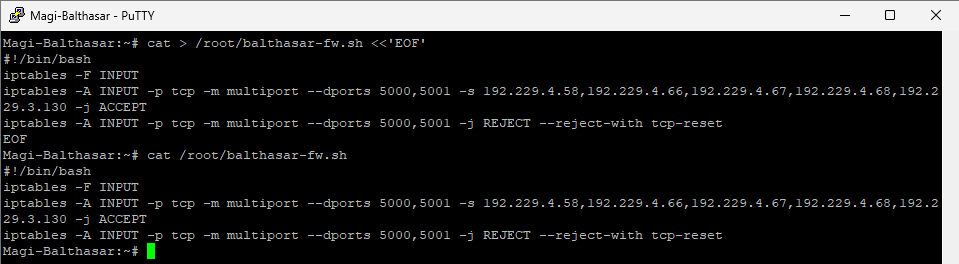 Magi-Balthasar - PuTTY
Magi-Balthasar:~# cat > /root/balthasar-fw.sh <<'EOF'
#!/bin/bash
iptables -F INPUT
iptables -A INPUT -p tcp -m multiport --dports 5000,5001 -s 192.229.4.58,192.229.4.66,192.229.4.67,192.229.4.68,192.2
29.3.130 -j ACCEPT
iptables -A INPUT -p tcp -m multiport --dports 5000,5001 -j REJECT --reject-with tcp-reset
EOF
Magi-Balthasar:~# cat /root/balthasar-fw.sh
#!/bin/bash
iptables -F INPUT
iptables -A INPUT -p tcp -m multiport --dports 5000,5001 -s 192.229.4.58,192.229.4.66,192.229.4.67,192.229.4.68,192.2
29.3.130 -j ACCEPT
iptables -A INPUT -p tcp -m multiport --dports 5000,5001 -j REJECT --reject-with tcp-reset
Magi-Balthasar:~#